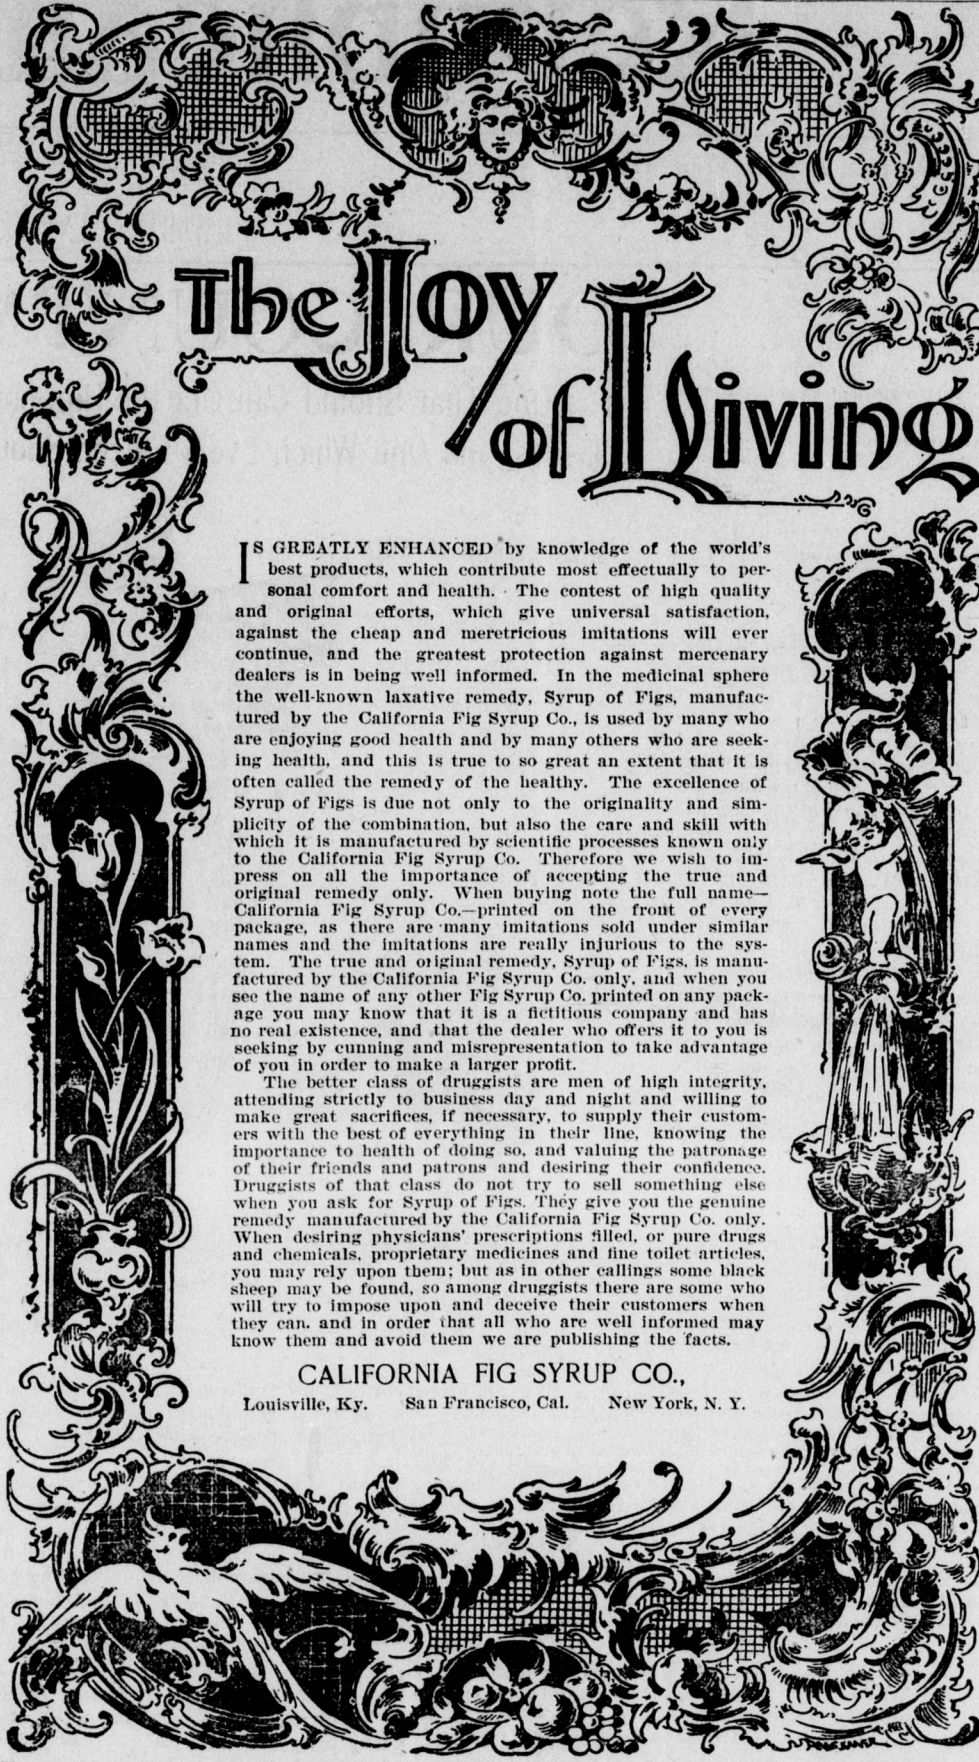 The Joy
of Living
IS GREATLY ENHANCED by knowledge of the world's
best products, which contribute most effectually to per-
sonal comfort and health. The contest of high quality
and original efforts, which give universal satisfaction,
against the cheap and meretricious imitations will ever
continue, and the greatest protection against mercenary
dealers is in being well informed. In the medicinal sphere
the well-known laxative remedy, Syrup of Figs, manufac-
tured by the California Fig Syrup Co., is used by many who
are enjoying good health and by many others who are seek-
ing health, and this is true to so great an extent that it is
often called the remedy of the healthy. The excellence of
Syrup of Figs is due not only to the originality and sim-
plicity of the combination, but also the care and skill with
which it is manufactured by scientific processes known only
to the California Fig Syrup Co. Therefore we wish to im-
press on all the importance of accepting the true and
original remedy only. When buying note the full name—
California Fig Syrup Co.—printed on the front of every
package, as there are many imitations sold under similar
names and the imitations are really injurious to the sys-
tem. The true and original remedy, Syrup of Figs, is manu-
factured by the California Fig Syrup Co. only, and when you
see the name of any other Fig Syrup Co. printed on any pack-
age you may know that it is a fictitious company and has
no real existence, and that the dealer who offers it to you is
seeking by cunning and misrepresentation to take advantage
of you in order to make a larger profit.
The better class of druggists are men of high integrity,
attending strictly to business day and night and willing to
make great sacrifices, if necessary, to supply their custom-
ers with the best of everything in their line, knowing the
importance to health of doing so, and valuing the patronage
of their friends and patrons and desiring their confidence.
Druggists of that class do not try to sell something else
when you ask for Syrup of Figs. They give you the genuine
remedy manufactured by the California Fig Syrup Co. only.
When desiring physicians' prescriptions filled, or pure drugs
and chemicals, proprietary medicines and fine toilet articles,
you may rely upon them; but as in other callings some black
sheep may be found, so among druggists there are some who
will try to impose upon and deceive their customers when
they can, and in order that all who are well informed may
know them and avoid them we are publishing the facts.
CALIFORNIA FIG SYRUP CO.,
Louisville, Ky. San Francisco, Cal. New York, N. Y.